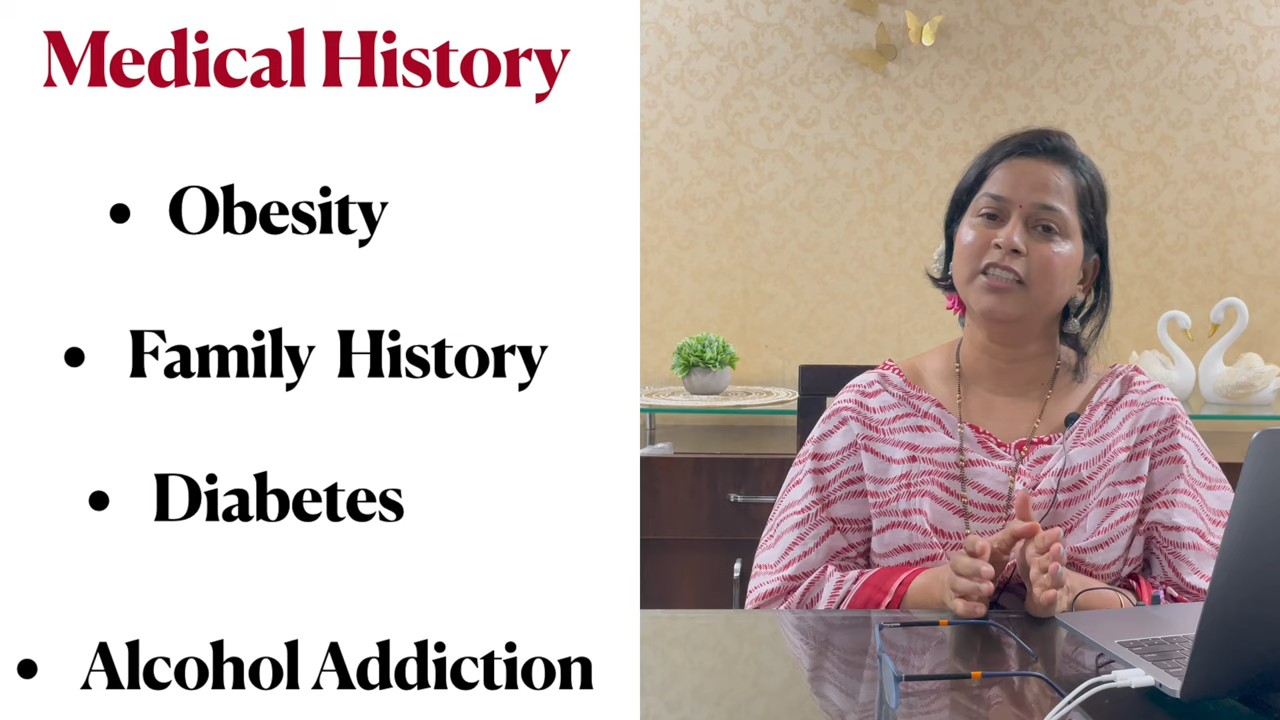 Medical History
• Obesity
• Family History
• Diabetes
• Alcohol Addiction